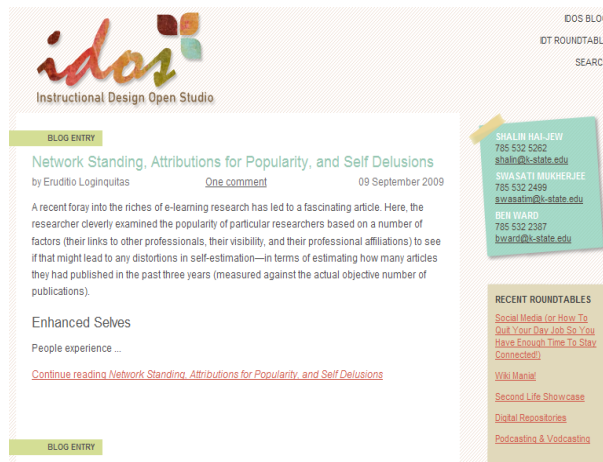 idos
Instructional Design Open Studio
IDOS BLO
IDT ROUNDTABL
SEARC
BLOG ENTRY
Network Standing, Attributions for Popularity, and Self Delusions
by Eruditio Loginquitas One comment 09 September 2009
A recent foray into the riches of e-learning research has led to a fascinating article. Here, the
researcher cleverly examined the popularity of particular researchers based on a number of
factors (their links to other professionals, their visibility, and their professional affiliations) to see
if that might lead to any distortions in self-estimation—in terms of estimating how many articles
they had published in the past three years (measured against the actual objective number of
publications).
Enhanced Selves
People experience ...
Continue reading Network Standing, Attributions for Popularity, and Self Delusions
BLOG ENTRY
SHALIN HAI-JEW
785 532 5262
shalin@k-state.edu
SWASATI MUKHERJEE
785 532 2499
swasatim@k-state.edu
BEN WARD
785 532 2387
bward@k-state.edu
RECENT ROUNDTABLES
Social Media (or How To
Quit Your Day Job So You
Have Enough Time To Stay
Connected!)
Wiki Mania!
Second Life Showcase
Digital Repositories
Podcasting & Vodcasting